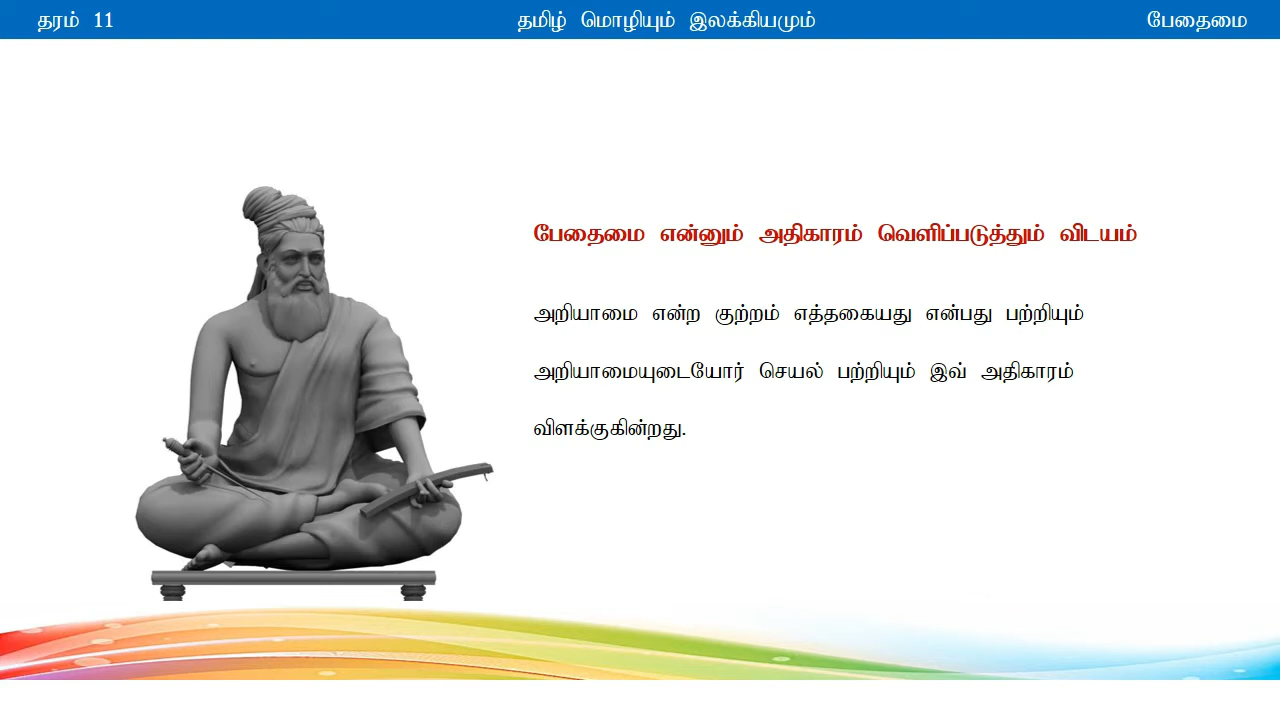 தரம் 11 தமிழ் மொழியும் இலக்கியமும் பேதைமை
பேதைமை என்னும் அதிகாரம் வெளிப்படுத்தும் விடயம்
அறியாமை என்ற குற்றம் எத்தகையது என்பது பற்றியும்
அறியாமையுடையோர் செயல் பற்றியும் இவ் அதிகாரம்
விளக்குகின்றது.